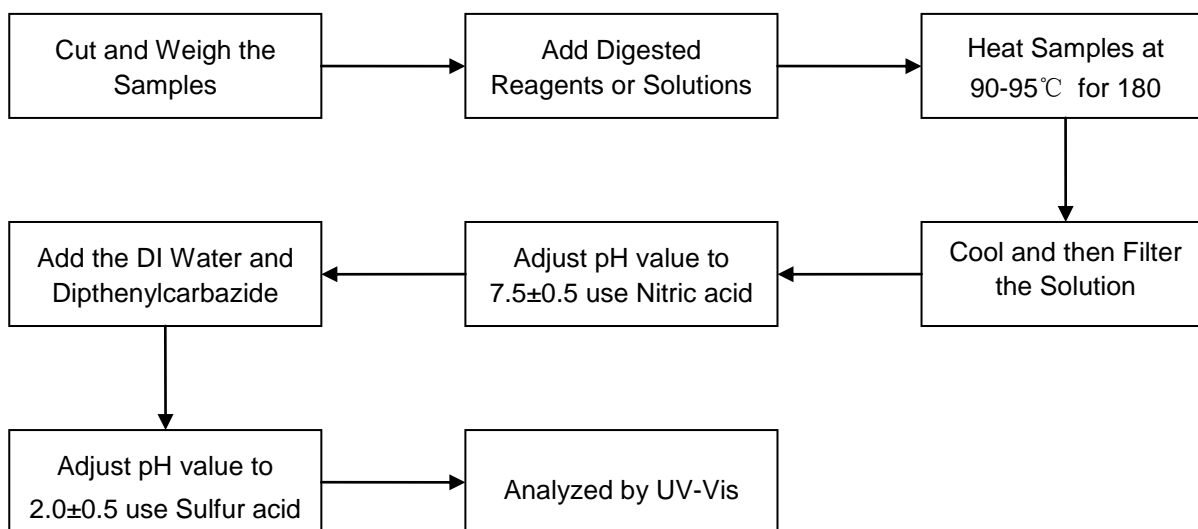 Cut and Weigh the
Samples
Add Digested
Reagents or Solutions
Heat Samples at
90-95℃ for 180
Cool and then Filter
the Solution
Adjust pH value to
7.5±0.5 use Nitric acid
Add the DI Water and
Dipthenylcarbazide
Adjust pH value to
2.0±0.5 use Sulfur acid
Analyzed by UV-Vis